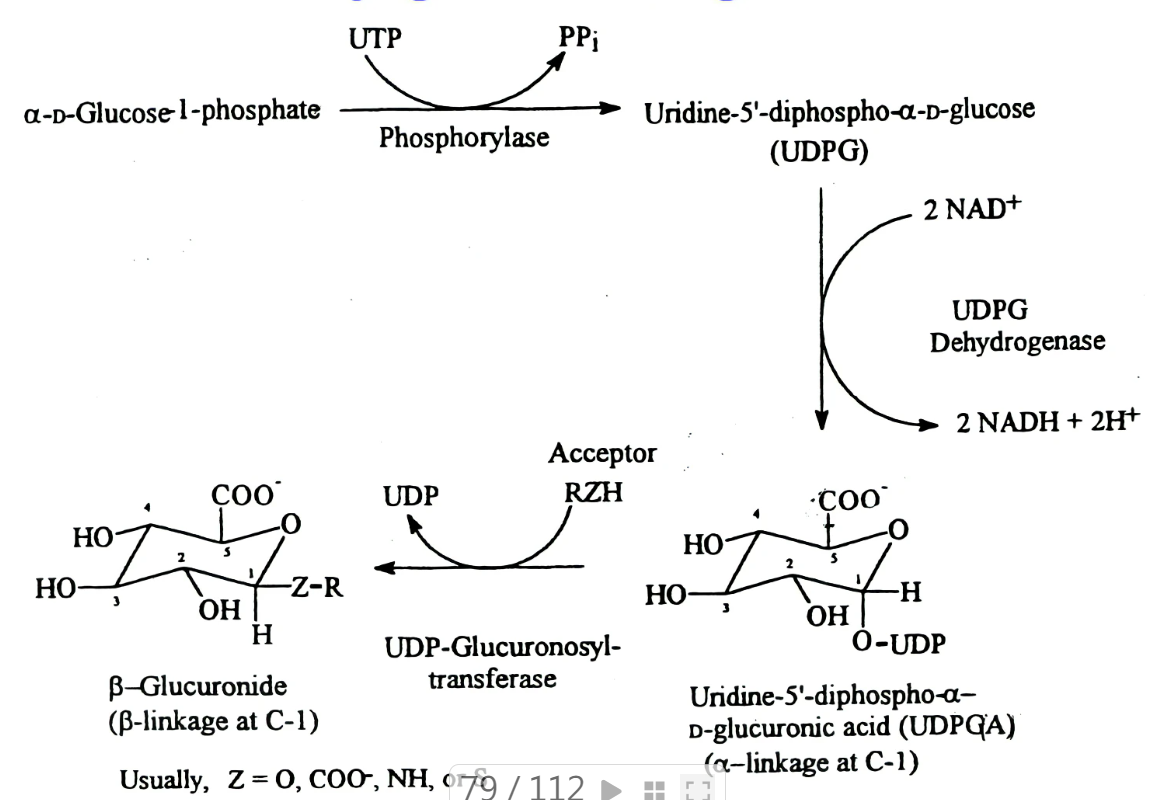 UTP
PPi
α-D-Glucose-1-phosphate
Phosphorylase
Uridine-5'-diphospho-α-D-glucose
(UDPG)
2 NAD+
UDPG
Dehydrogenase
2 NADH + 2H+
Acceptor
RZH
UDP
UDP-Glucuronosyl-
transferase
COO-
O
HO
HO
OH
H
Z-R
1
2
3
4
5
β-Glucuronide
(β-linkage at C-1)
COO-
O
HO
HO
OH
H
O-UDP
1
2
3
4
5
Uridine-5'-diphospho-α-
D-glucuronic acid (UDPGA)
(α-linkage at C-1)
Usually, Z = O, COO-, NH, or S
79 / 112